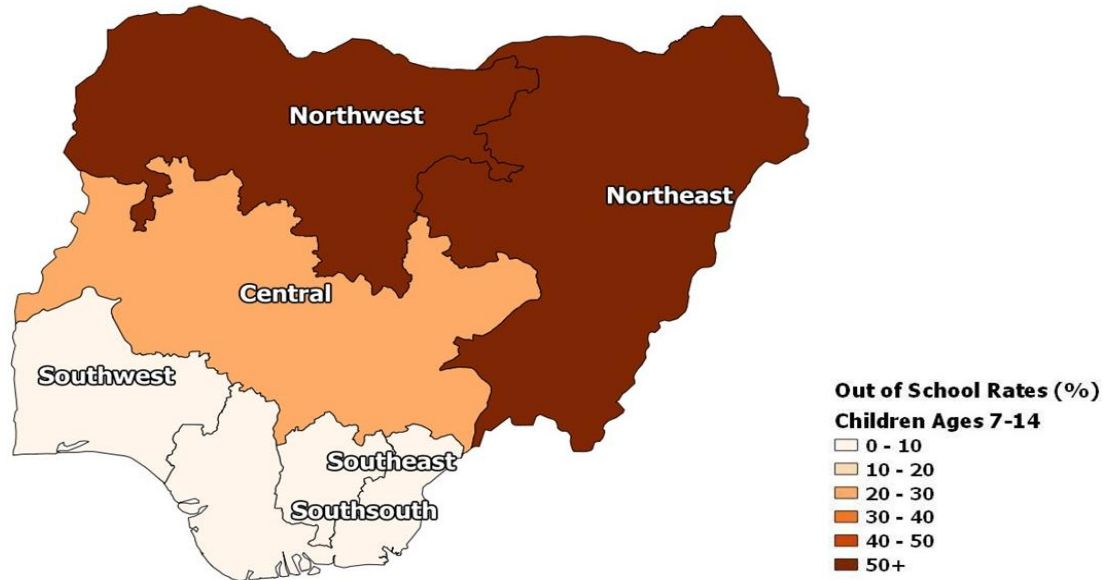 Northwest
Northeast
Central
Southwest
Southeast
Southsouth
Out of School Rates (%)
Children Ages 7-14
0 - 10
10 - 20
20 - 30
30 - 40
40 - 50
50+